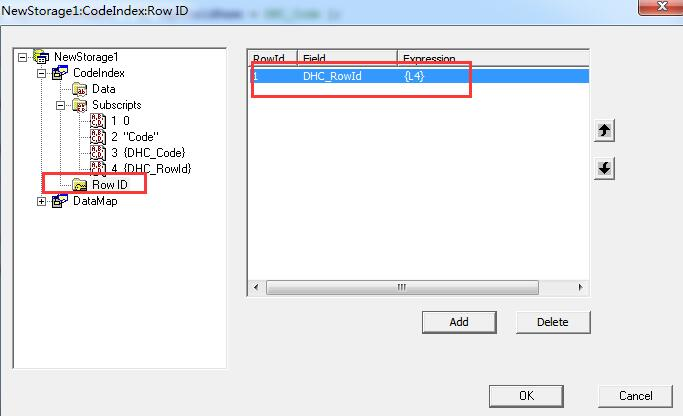 NewStorage1:CodeIndex:Row ID
NewStorage1
CodeIndex
Data
Subscripts
1 0
2 "Code"
3 {DHC_Code}
4 {DHC_RowId}
Row ID
DataMap
RowId Field Expression
1 DHC_RowId {L4}
Add Delete
OK Cancel